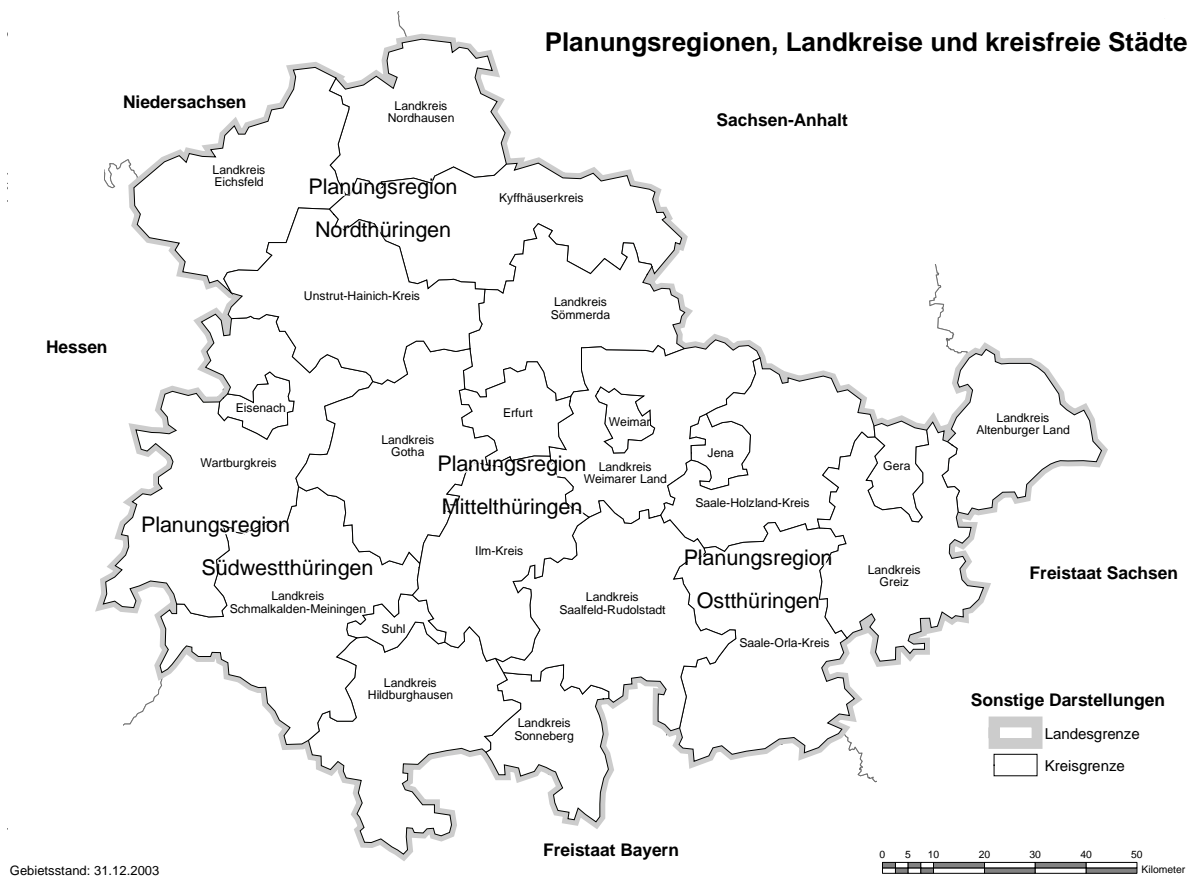 Planungsregionen, Landkreise und kreisfreie Städte
Niedersachsen
Sachsen-Anhalt
Landkreis
Nordhausen
Landkreis
Eichsfeld
Planungsregion
Nordthüringen
Kyffhäuserkreis
Unstrut-Hainich-Kreis
Landkreis
Sömmerda
Hessen
Eisenach
Erfurt
Weimar
Landkreis
Altenburger Land
Landkreis
Gotha
Jena
Gera
Wartburgkreis
Planungsregion
Mittelthüringen
Landkreis
Weimarer Land
Saale-Holzland-Kreis
Planungsregion
Südwestthüringen
Ilm-Kreis
Planungsregion
Ostthüringen
Landkreis
Greiz
Freistaat Sachsen
Landkreis
Schmalkalden-Meiningen
Landkreis
Saalfeld-Rudolstadt
Suhl
Saale-Orla-Kreis
Landkreis
Hildburghausen
Landkreis
Sonneberg
Sonstige Darstellungen
Landesgrenze
Kreisgrenze
Freistaat Bayern
0 5 10 20 30 40 50
Kilometer
Gebietsstand: 31.12.2003